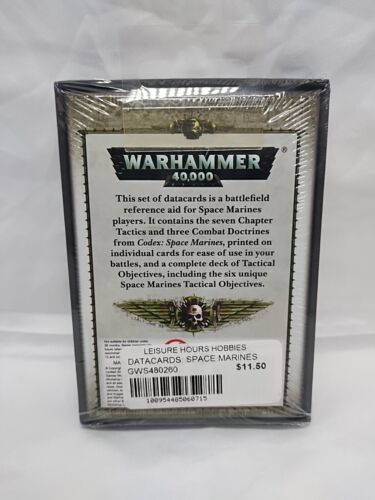 WARHAMMER ®
40,000
This set of datacards is a battlefield
reference aid for Space Marines
players. It contains the seven Chapter
Tactics and three Combat Doctrines
from Codex: Space Marines, printed on
individual cards for ease of use in your
battles, and a complete deck of Tactical
Objectives, including the six unique
Space Marines Tactical Objectives.
LEISURE HOURS HOBBIES
DATACARDS: SPACE MARINES
GWS480260
$11.50
100954485060715